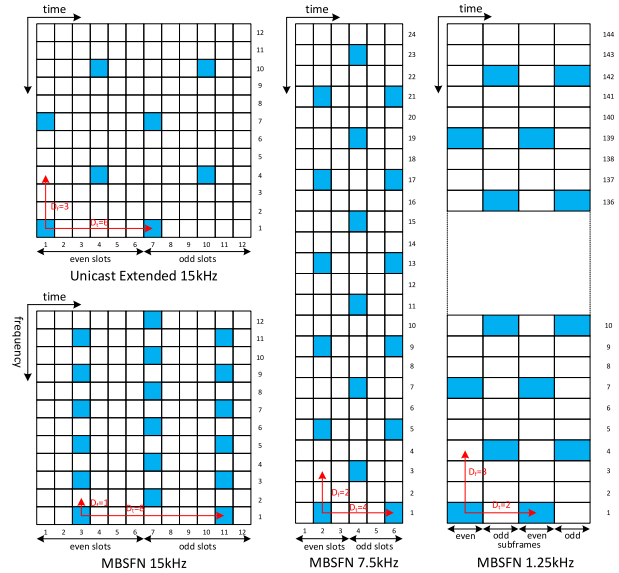 time
12
11
10
9
8
7
6
5
4
3
2
1
Df=3
Dt=6
1 2 3 4 5 6 7 8 9 10 11 12
even slots odd slots
Unicast Extended 15kHz
time
frequency
12
11
10
9
8
7
6
5
4
3
2
1
Df=1
Dt=8
1 2 3 4 5 6 7 8 9 10 11 12
even slots odd slots
MBSFN 15kHz
time
24
23
22
21
20
19
18
17
16
15
14
13
12
11
10
9
8
7
6
5
4
3
2
1
Df=2
Dt=4
1 2 3 4 5 6
even slots odd slots
MBSFN 7.5kHz
time
144
143
142
141
140
139
138
137
136
10
9
8
7
6
5
4
3
2
1
Df=3
Dt=2
even odd even odd
subframes
MBSFN 1.25kHz